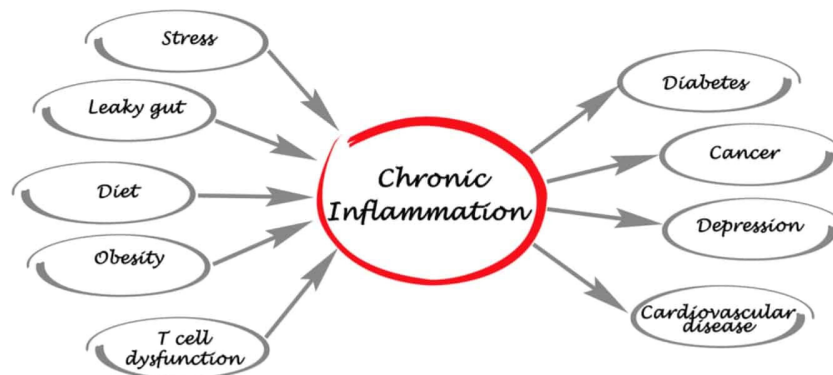 Stress
Leaky gut
Diet
Obesity
T cell
dysfunction
Chronic
Inflammation
Diabetes
Cancer
Depression
Cardiovascular
disease